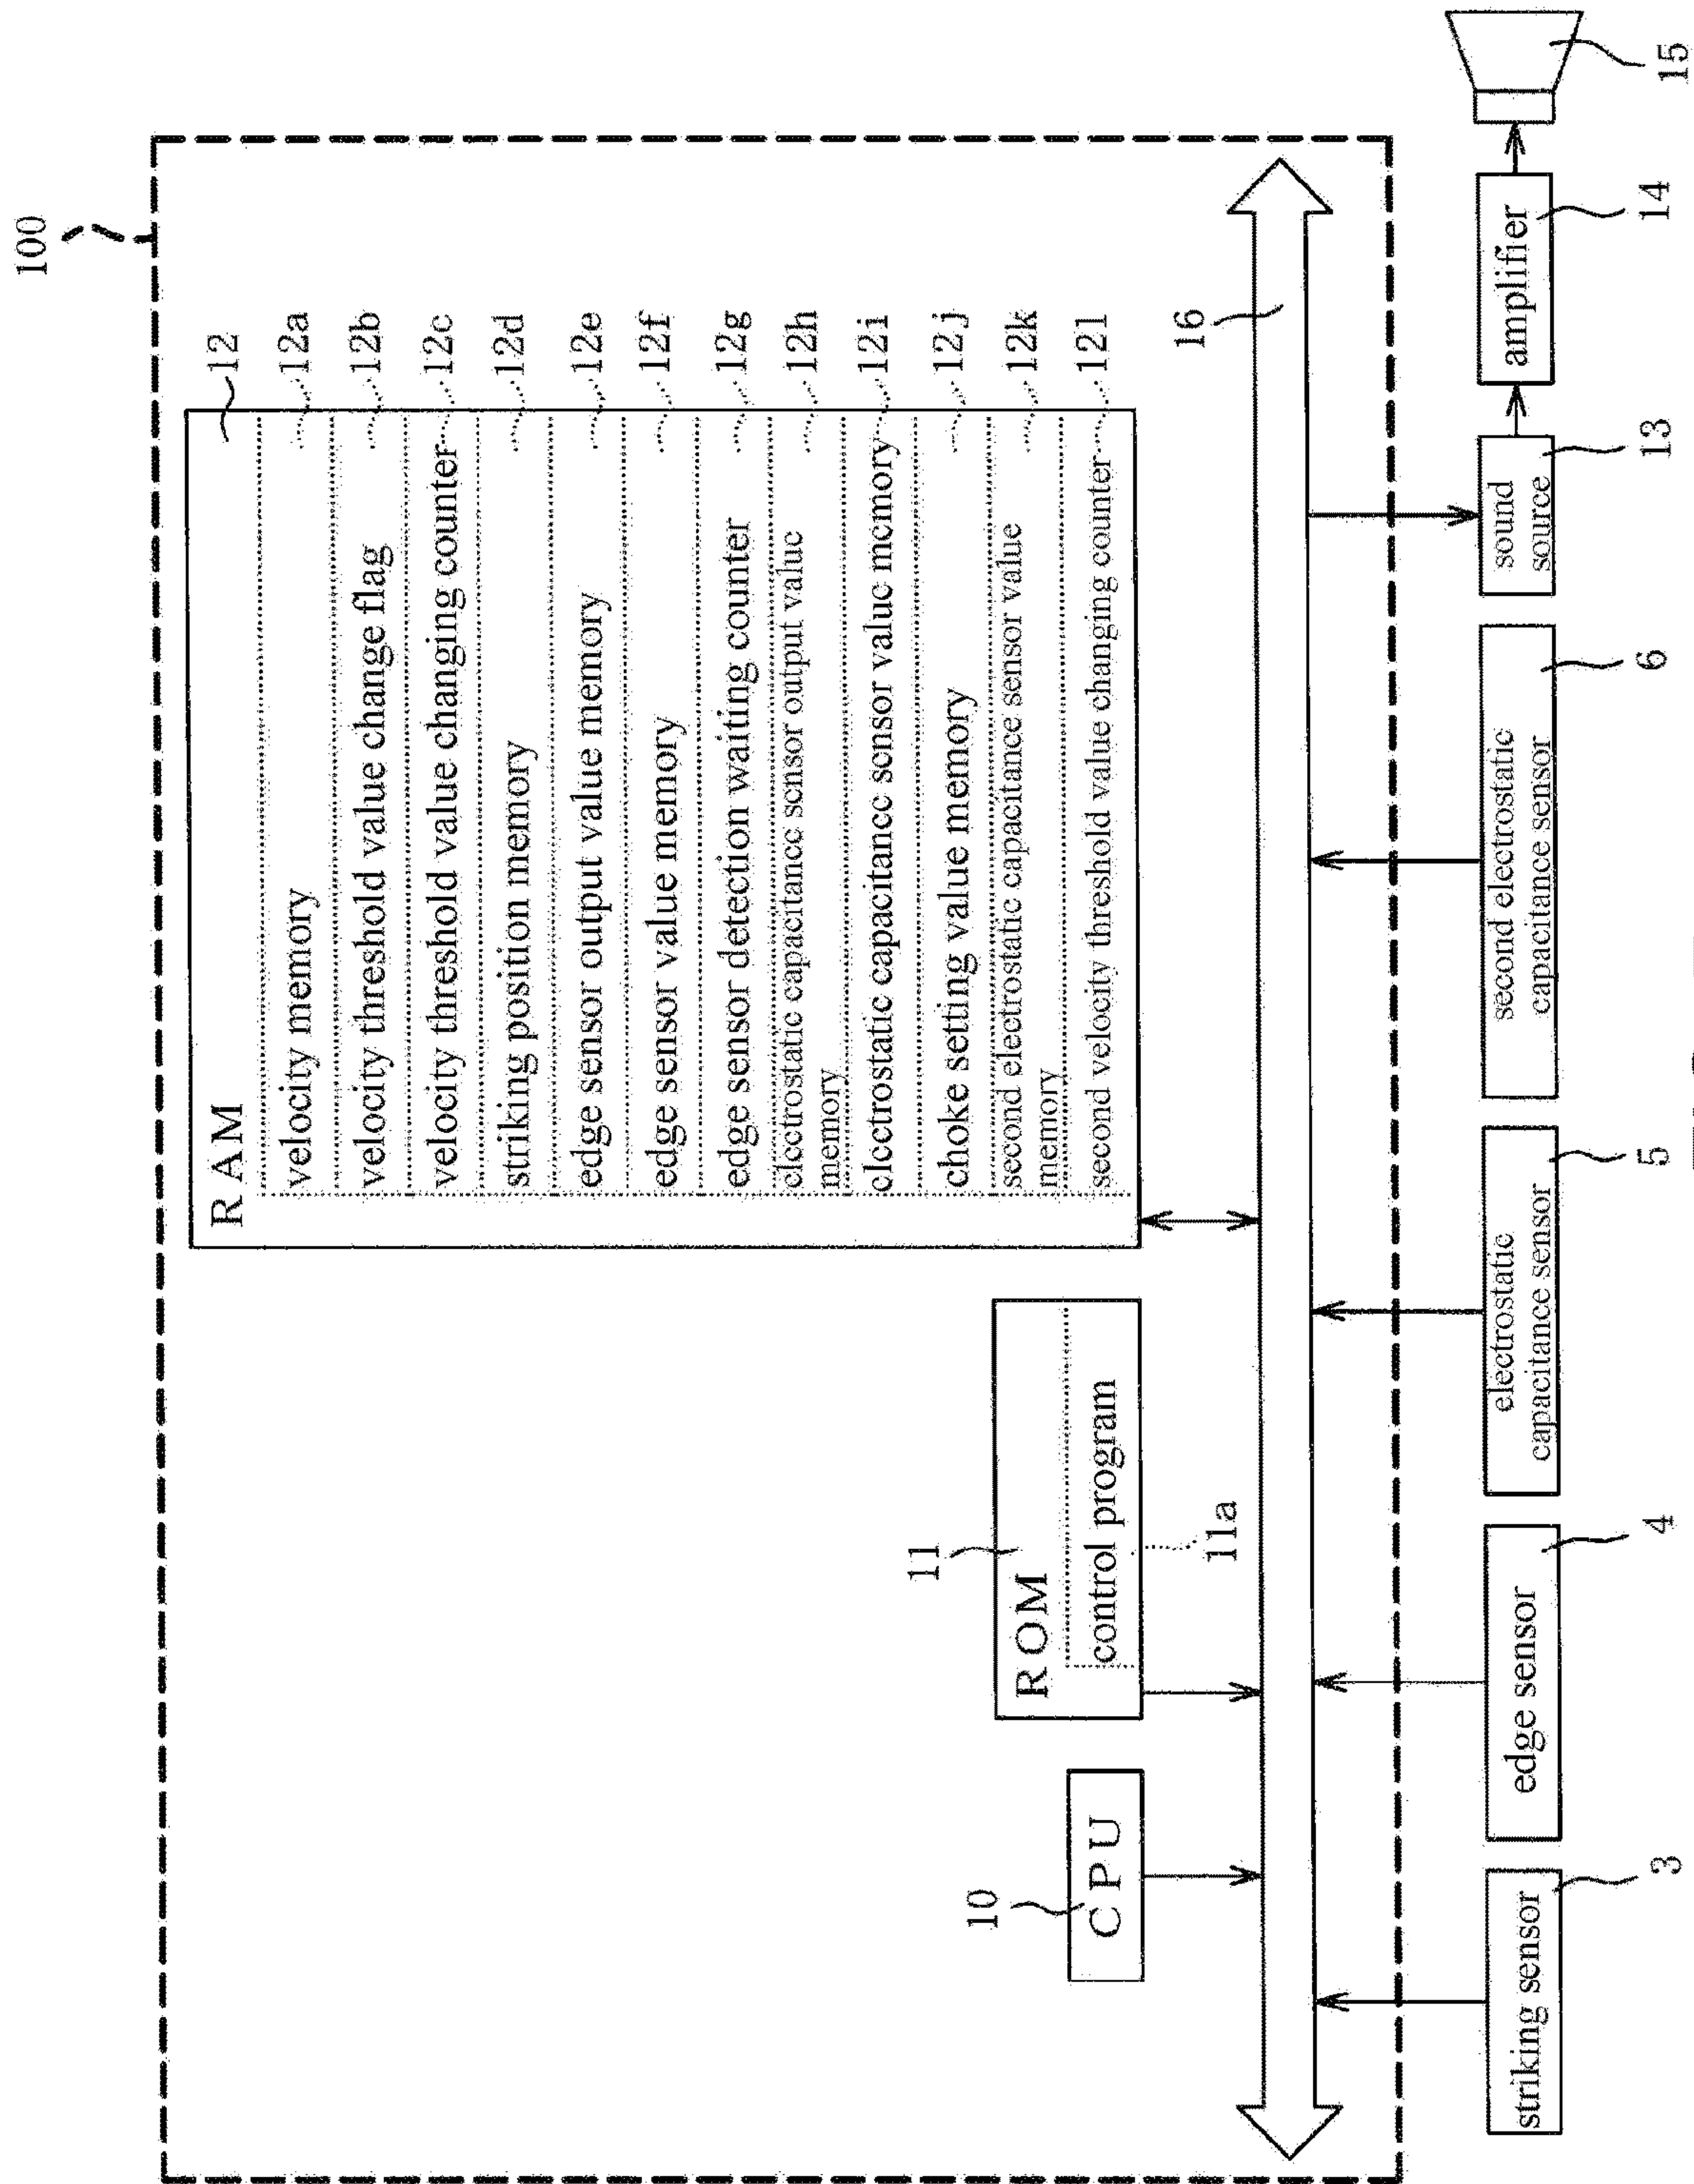 100
RAM
12
velocity memory
12a
velocity threshold value change flag
12b
velocity threshold value changing counter
12c
striking position memory
12d
edge sensor output value memory
12e
edge sensor value memory
12f
edge sensor detection waiting counter
12g
electrostatic capacitance sensor output value
memory
12h
electrostatic capacitance sensor value memory
12i
choke setting value memory
12j
second electrostatic capacitance sensor value
memory
12k
second velocity threshold value changing counter
12l
11
ROM
control program
11a
10
CPU
16
striking sensor
3
edge sensor
4
electrostatic
capacitance sensor
5
second electrostatic
capacitance sensor
6
sound
source
13
amplifier
14
15